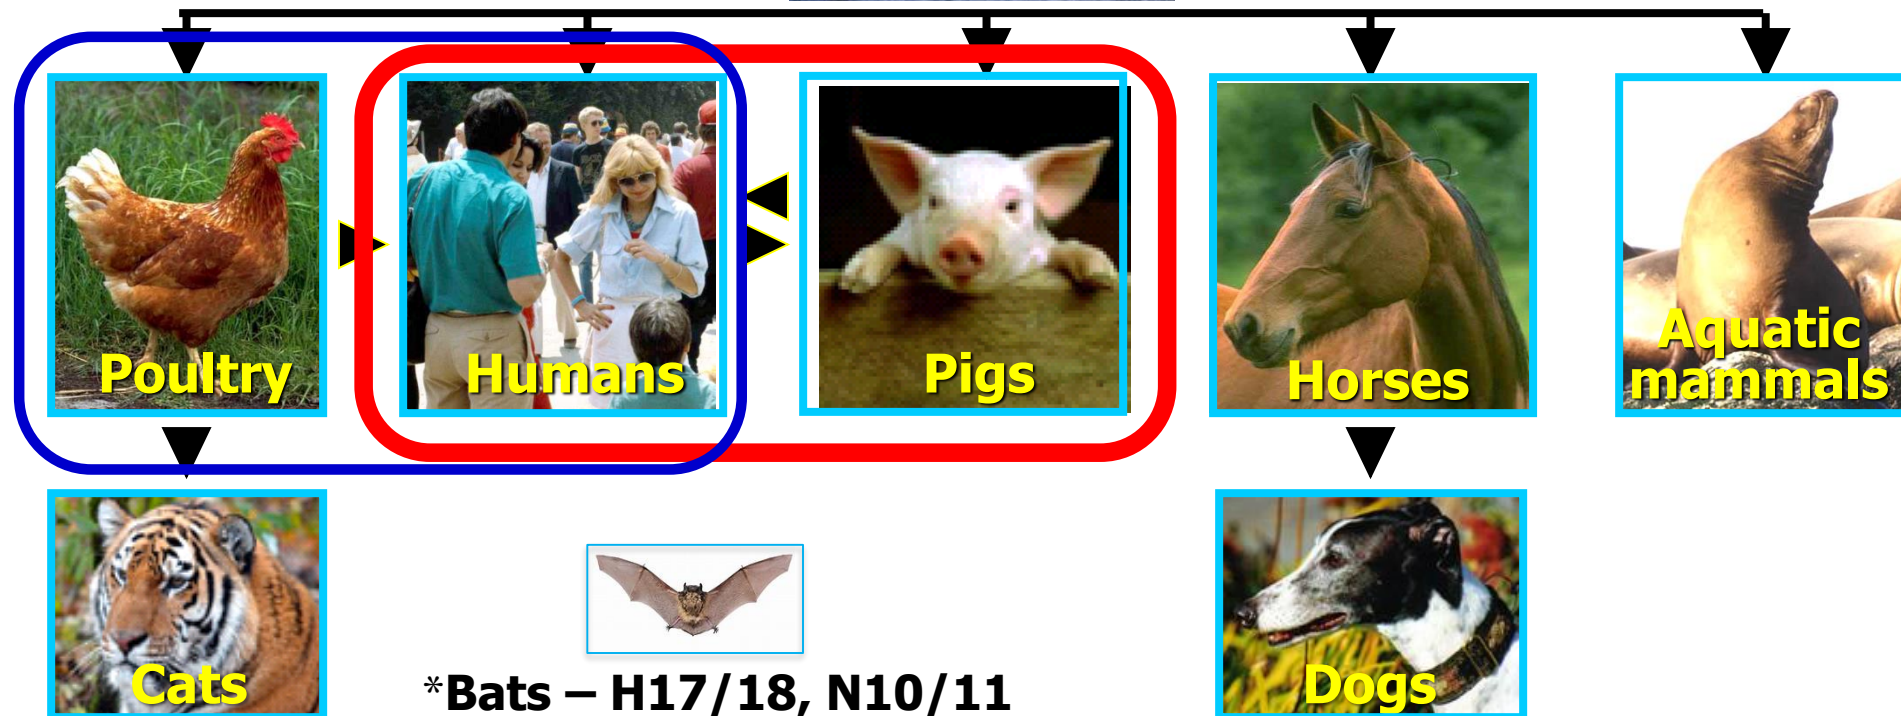 Poultry
Humans
Pigs
Horses
Aquatic
mammals
Cats
*Bats – H17/18, N10/11
Dogs